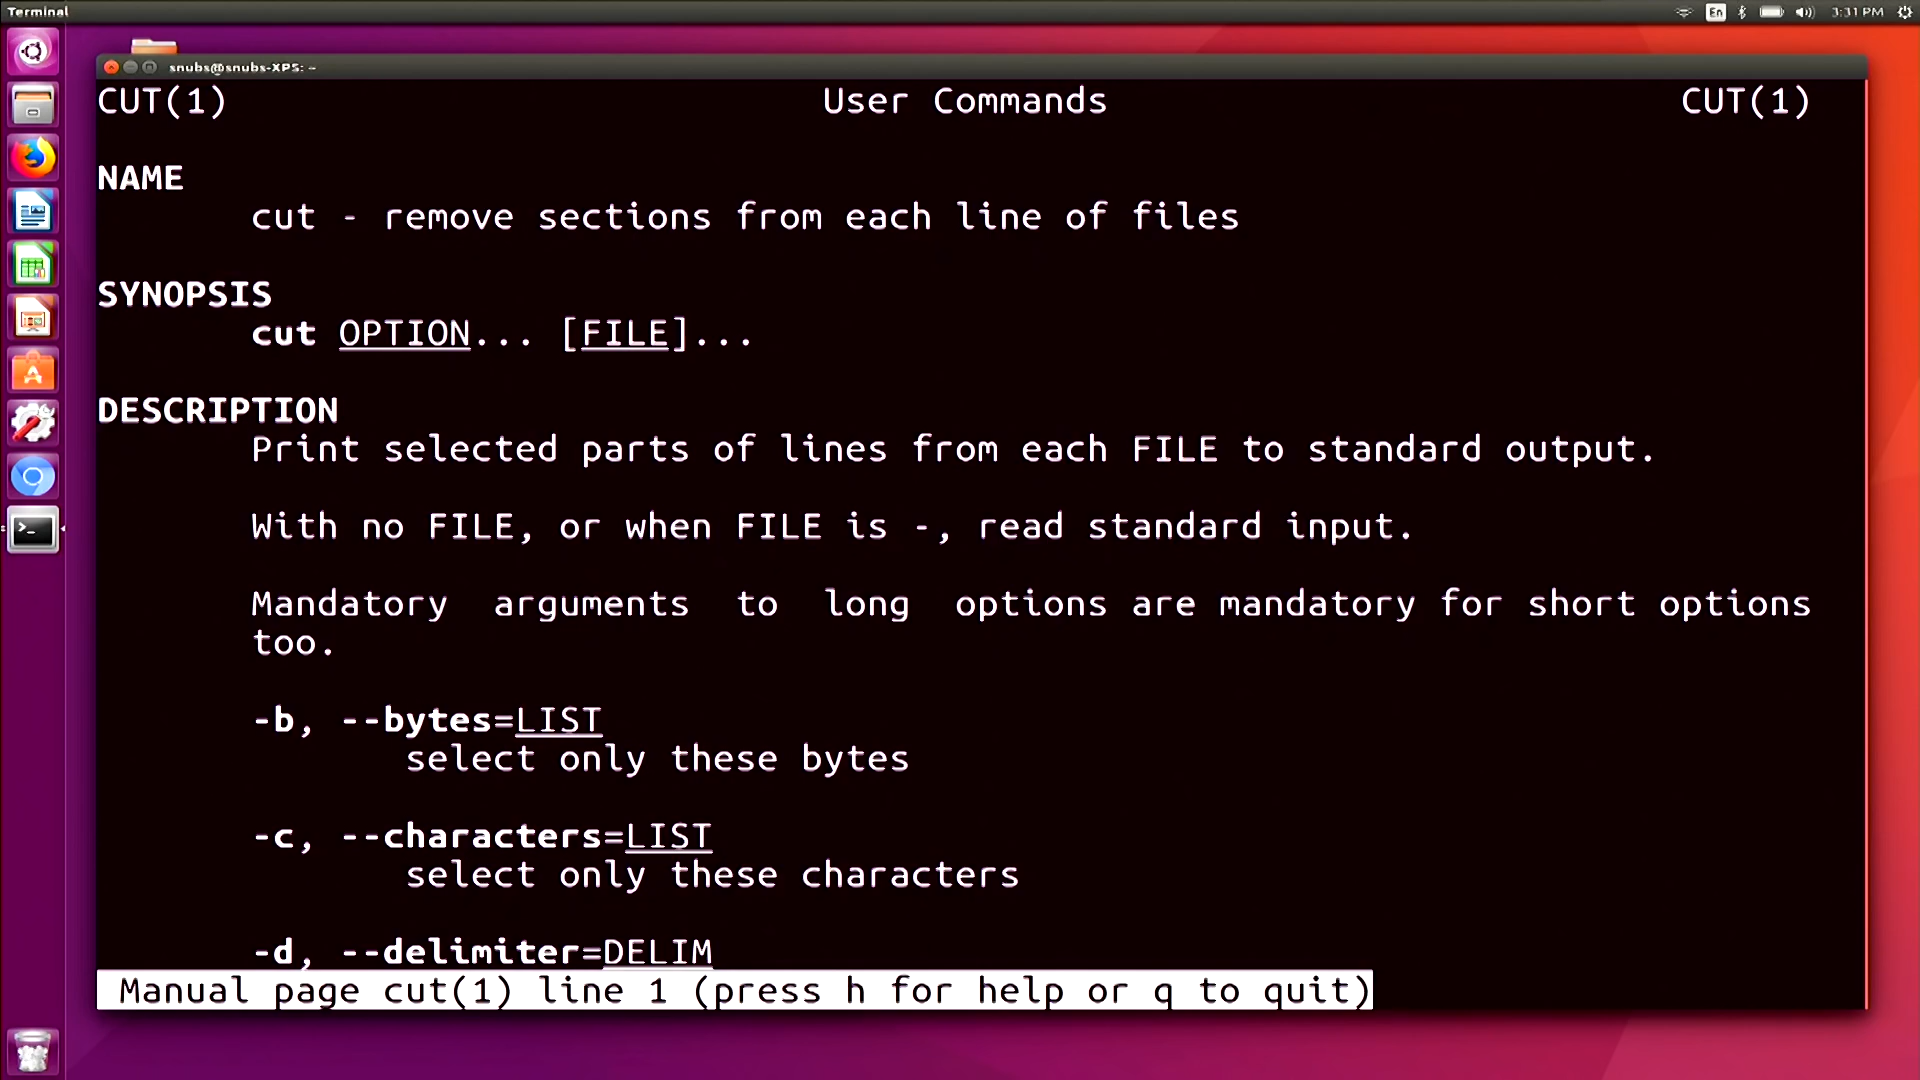 Terminal
En
3:31 PM
snubs@snubs-XPS: ~
CUT(1) User Commands CUT(1)
NAME
cut - remove sections from each line of files
SYNOPSIS
cut OPTION... [FILE]...
DESCRIPTION
Print selected parts of lines from each FILE to standard output.
With no FILE, or when FILE is -, read standard input.
Mandatory arguments to long options are mandatory for short options
too.
-b, --bytes=LIST
select only these bytes
-c, --characters=LIST
select only these characters
-d, --delimiter=DELIM
Manual page cut(1) line 1 (press h for help or q to quit)